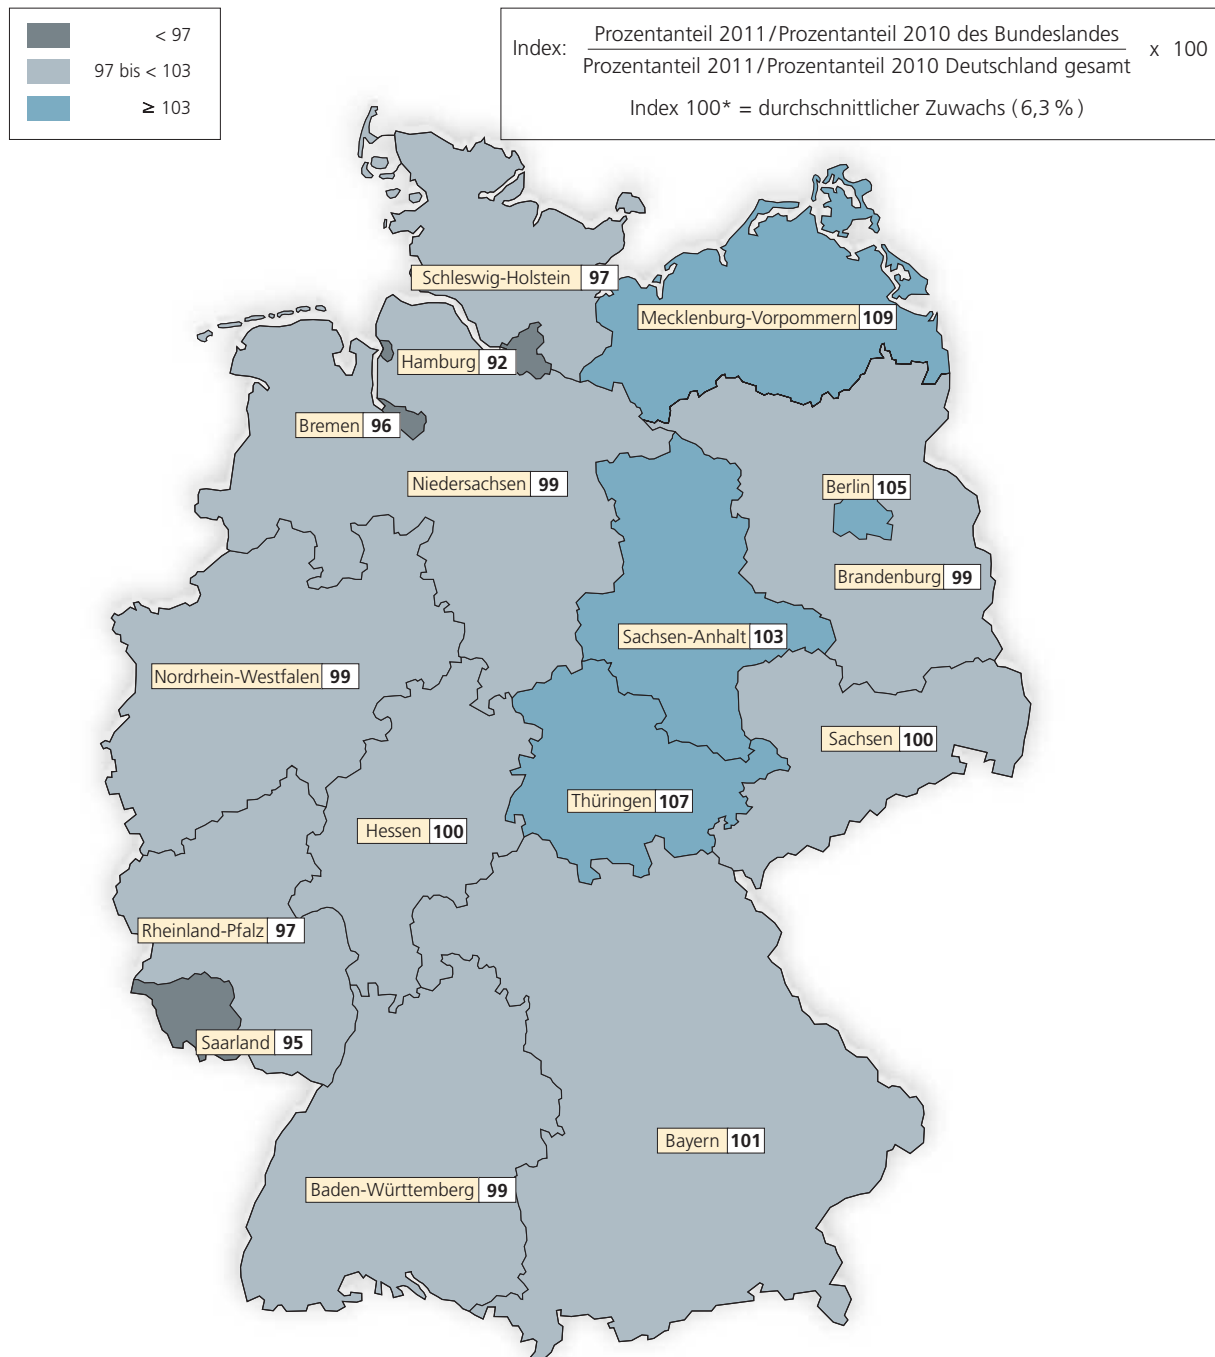 < 97
97 bis < 103
≥ 103
Index: Prozentanteil 2011/Prozentanteil 2010 des Bundeslandes x 100
Prozentanteil 2011/Prozentanteil 2010 Deutschland gesamt
Index 100* = durchschnittlicher Zuwachs (6,3 %)
Schleswig-Holstein 97
Mecklenburg-Vorpommern 109
Hamburg 92
Bremen 96
Niedersachsen 99
Berlin 105
Brandenburg 99
Sachsen-Anhalt 103
Nordrhein-Westfalen 99
Sachsen 100
Thüringen 107
Hessen 100
Rheinland-Pfalz 97
Saarland 95
Bayern 101
Baden-Württemberg 99